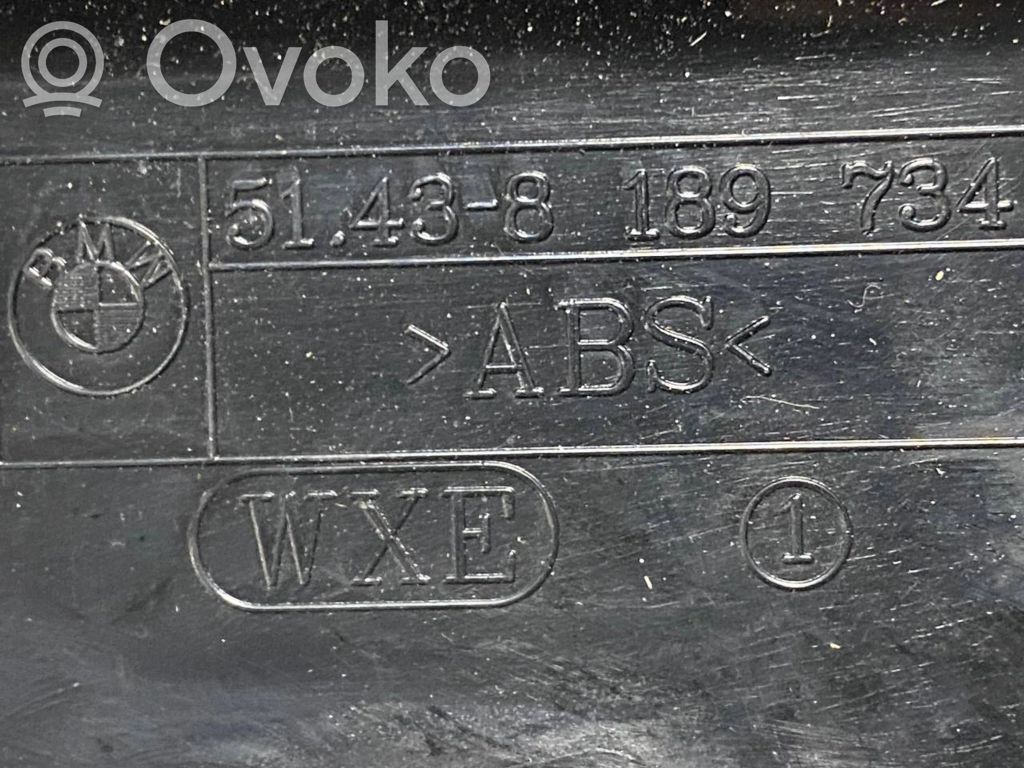 Ovoko
51.43-8 189 734
BMW
>ABS<
WXE 1